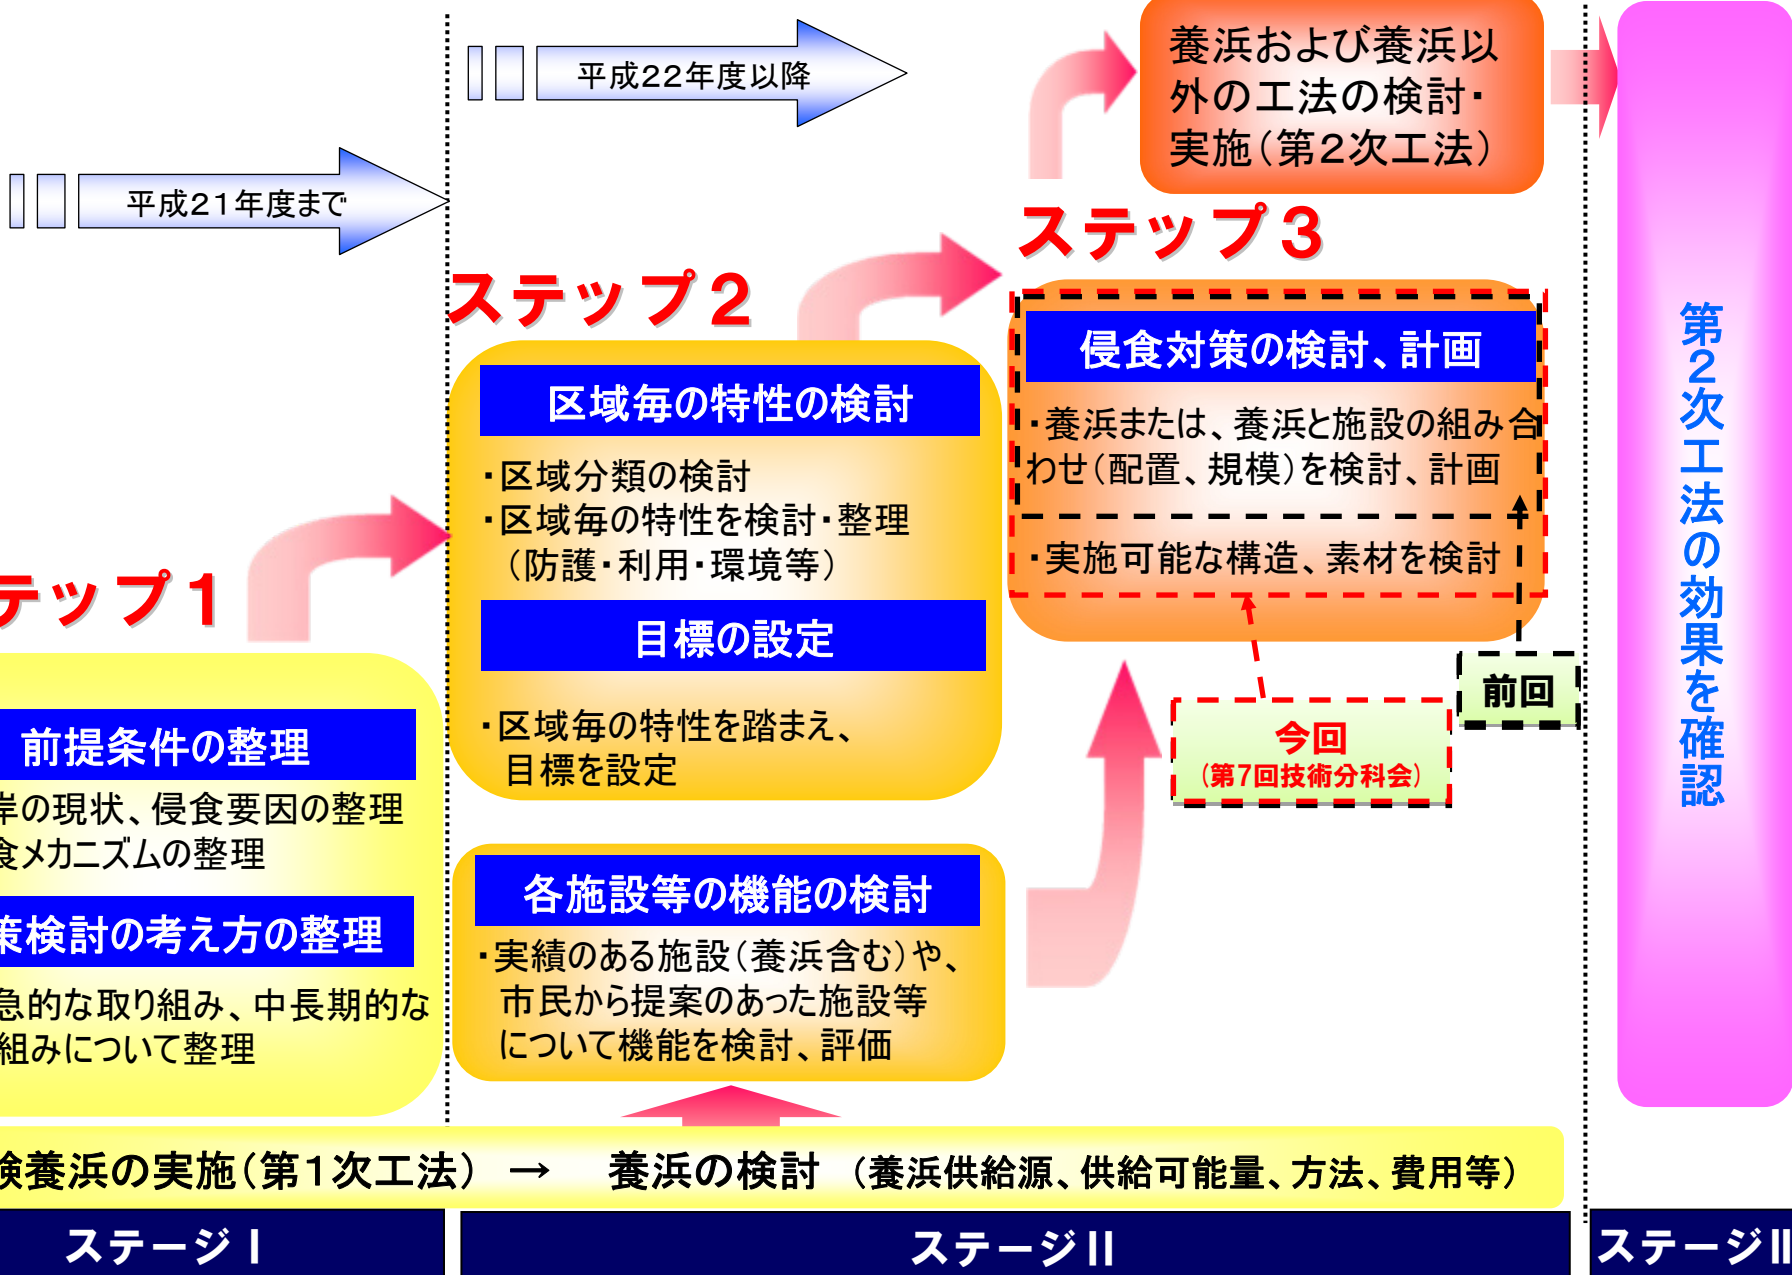 平成22年度以降
平成21年度まで
養浜および養浜以
外の工法の検討・
実施(第2次工法)
ステップ3
侵食対策の検討、計画
・養浜または、養浜と施設の組み合
わせ(配置、規模)を検討、計画
・実施可能な構造、素材を検討
前回
今回
(第7回技術分科会)
ステップ2
区域毎の特性の検討
・区域分類の検討
・区域毎の特性を検討・整理
(防護・利用・環境等)
目標の設定
・区域毎の特性を踏まえ、
目標を設定
各施設等の機能の検討
・実績のある施設(養浜含む)や、
市民から提案のあった施設等
について機能を検討、評価
テップ1
前提条件の整理
岸の現状、侵食要因の整理
食メカニズムの整理
策検討の考え方の整理
急的な取り組み、中長期的な
組みについて整理
験養浜の実施(第1次工法) → 養浜の検討 (養浜供給源、供給可能量、方法、費用等)
第2次工法の効果を確認
ステージⅠ
ステージⅡ
ステージⅡ